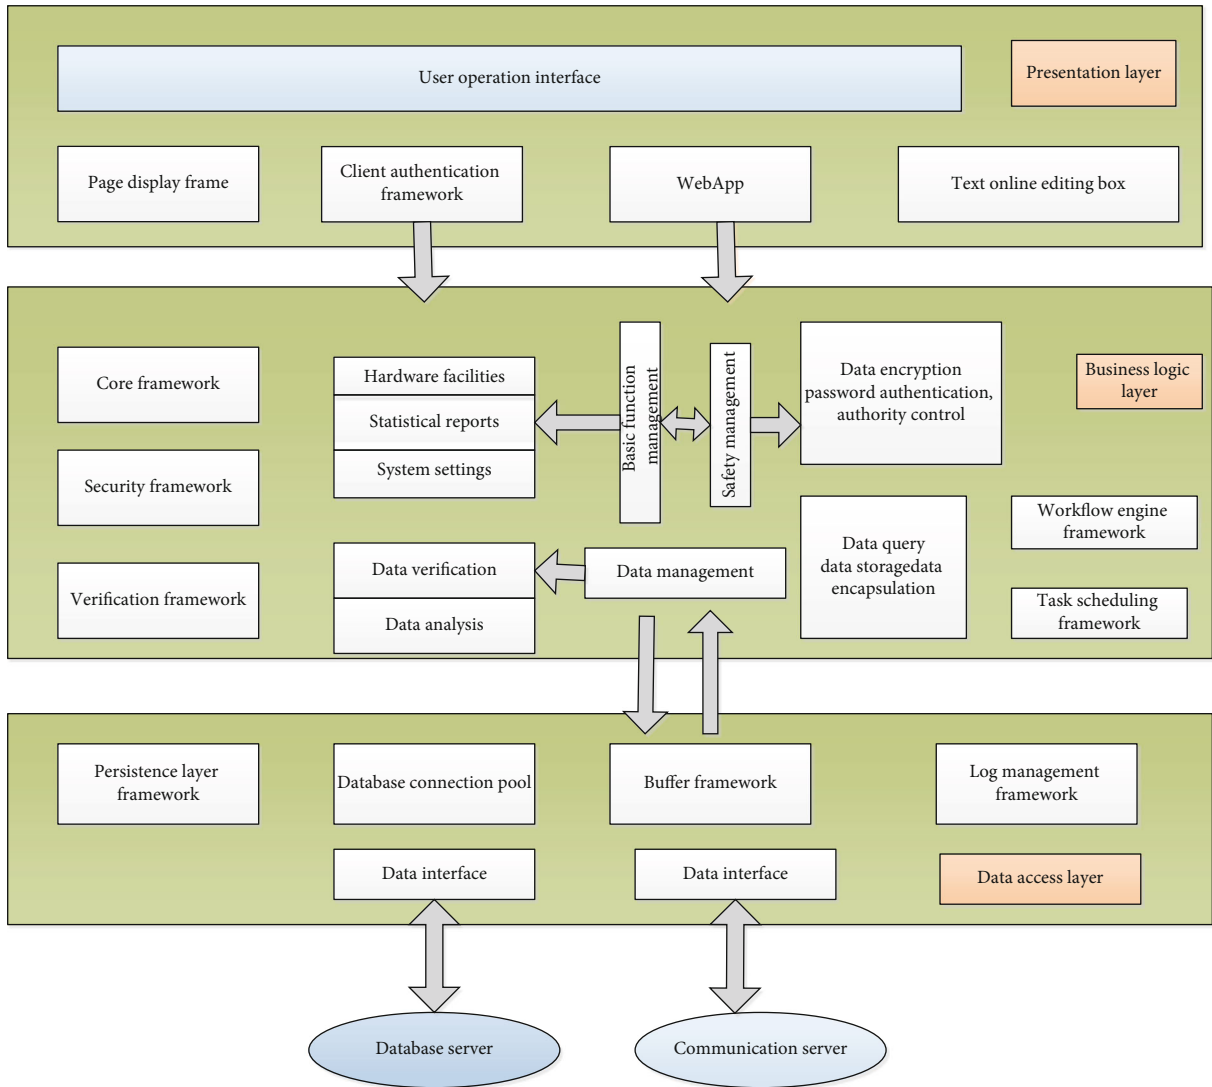 User operation interface
Presentation layer
Page display frame
Client authentication
framework
WebApp
Text online editing box
Core framework
Security framework
Verification framework
Hardware facilities
Statistical reports
System settings
Basic function
management
Safety management
Data encryption
password authentication,
authority control
Business logic
layer
Data verification
Data analysis
Data management
Data query
data storagedata
encapsulation
Workflow engine
framework
Task scheduling
framework
Persistence layer
framework
Database connection pool
Buffer framework
Log management
framework
Data interface
Data interface
Data access layer
Database server
Communication server